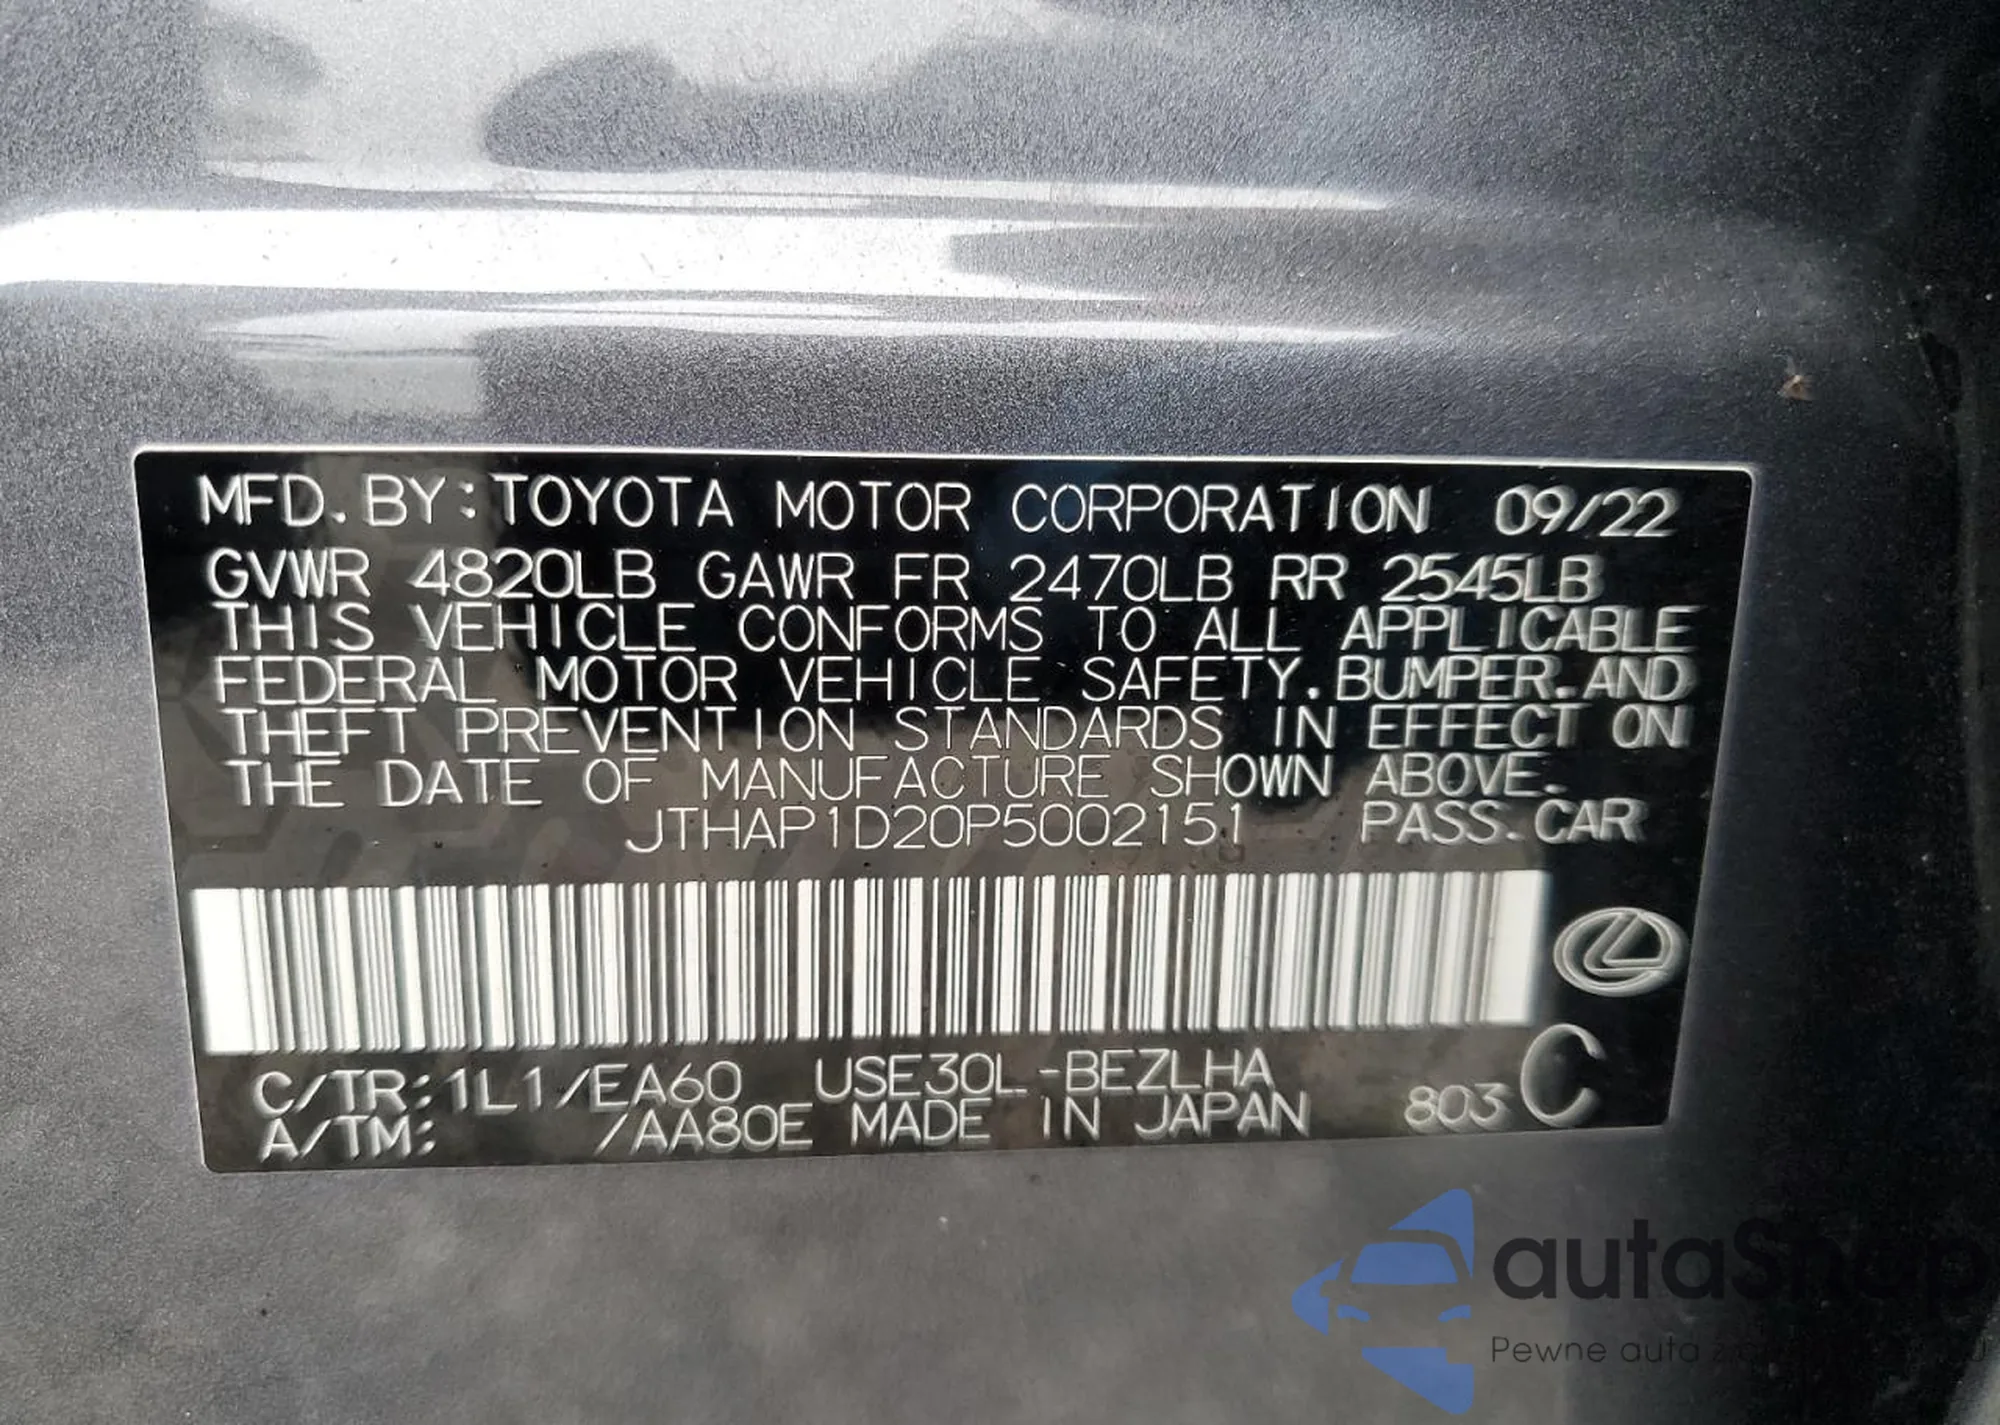 MFD. BY: TOYOTA MOTOR CORPORATION 09/22
GVWR 4820LB GAWR FR 2470LB RR 2545LB
THIS VEHICLE CONFORMS TO ALL APPLICABLE
FEDERAL MOTOR VEHICLE SAFETY, BUMPER, AND
THEFT PREVENTION STANDARDS IN EFFECT ON
THE DATE OF MANUFACTURE SHOWN ABOVE.
JTHAP1D20P5002151 PASS. CAR
C/TR: 1L1/EA60 USE30L-BEZLHA
A/TM: /AA80E MADE IN JAPAN 803 C
autaShop
Pewne auta z